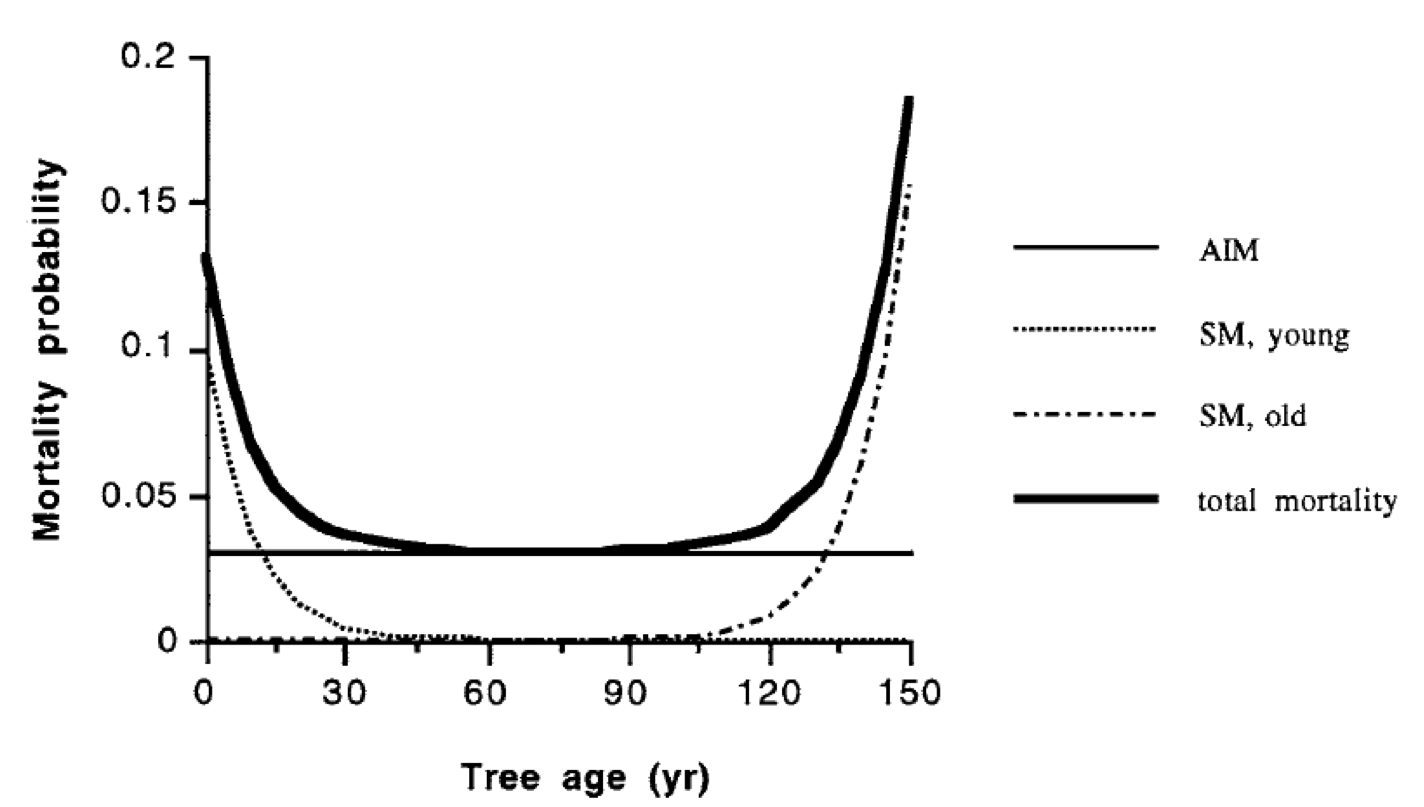 0.2
0.15
0.1
0.05
0
Mortality probability
0 30 60 90 120 150
Tree age (yr)
AIM
SM, young
SM, old
total mortality